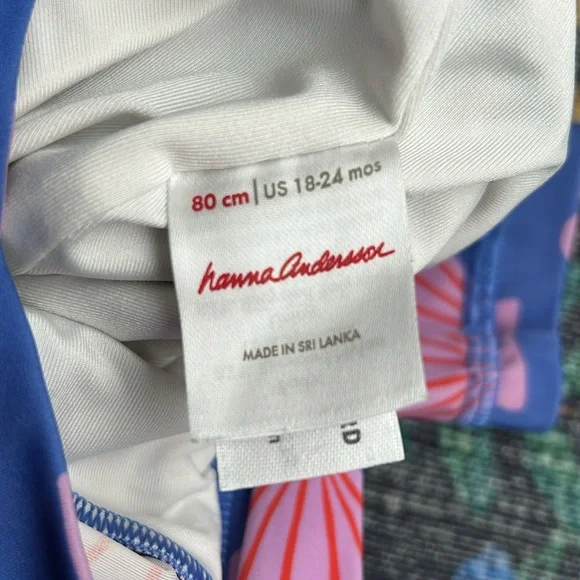 80 cm | US 18-24 mos
hanna Andersson
MADE IN SRI LANKA